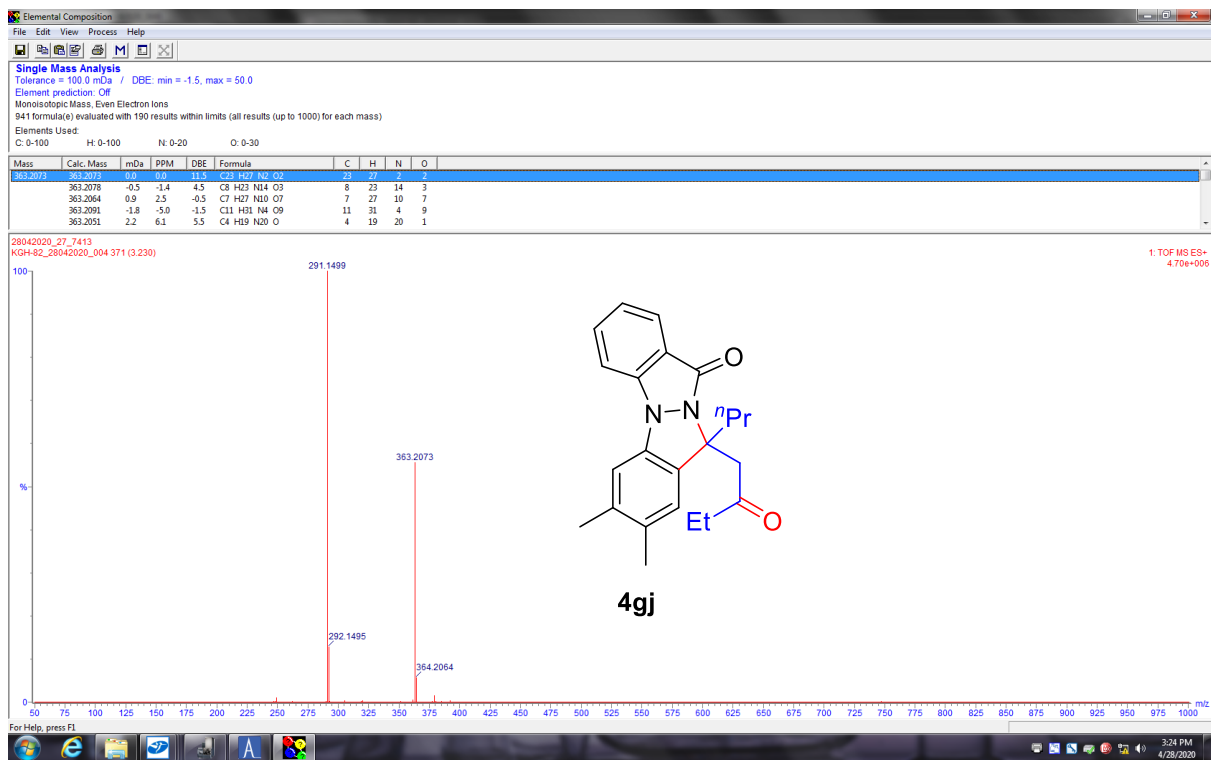 Elemental Composition
File Edit View Process Help
Single Mass Analysis
Tolerance = 100.0 mDa / DBE: min = -1.5, max = 50.0
Element prediction: Off
Monoisotopic Mass, Even Electron Ions
941 formula(e) evaluated with 190 results within limits (all results (up to 1000) for each mass)
Elements Used:
C: 0-100 H: 0-100 N: 0-20 O: 0-30
Mass Calc. Mass mDa PPM DBE Formula C H N O
363.2073 363.2073 0.0 0.0 11.5 C23 H27 N2 O2 23 27 2 2
363.2078 -0.5 -1.4 4.5 C8 H23 N14 O3 8 23 14 3
363.2064 0.9 2.5 -0.5 C7 H27 N10 O7 7 27 10 7
363.2091 -1.8 -5.0 -1.5 C11 H31 N4 O9 11 31 4 9
363.2051 2.2 6.1 5.5 C4 H19 N20 O 4 19 20 1
28042020_27_7413
KGH-82_28042020_004 371 (3.230)
1: TOF MS ES+
4.70e+006
100
291.1499
O
N N
nPr
363.2073
%
Et
O
4gj
292.1495
364.2064
0
50 75 100 125 150 175 200 225 250 275 300 325 350 375 400 425 450 475 500 525 550 575 600 625 650 675 700 725 750 775 800 825 850 875 900 925 950 975 1000 m/z
For Help, press F1
3:24 PM
4/28/2020